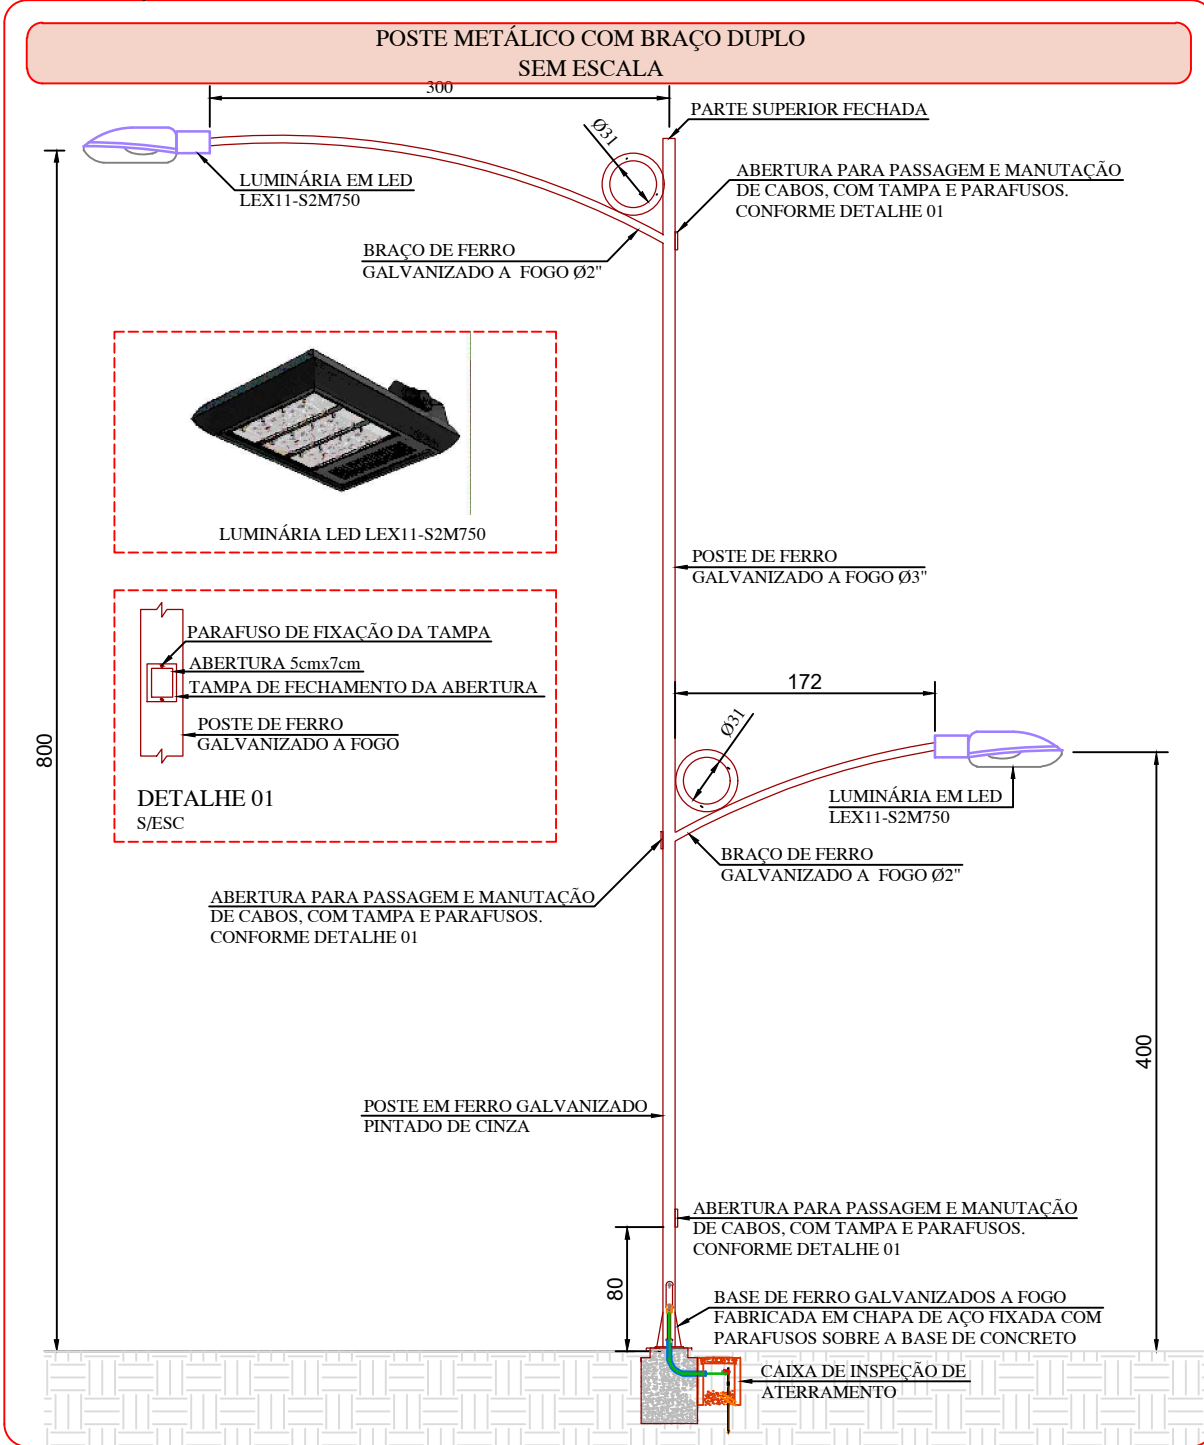 POSTE METÁLICO COM BRAÇO DUPLO
SEM ESCALA
300
PARTE SUPERIOR FECHADA
Ø31
ABERTURA PARA PASSAGEM E MANUTAÇÃO
DE CABOS, COM TAMPA E PARAFUSOS.
CONFORME DETALHE 01
LUMINÁRIA EM LED
LEX11-S2M750
BRAÇO DE FERRO
GALVANIZADO A FOGO Ø2"
LUMINÁRIA LED LEX11-S2M750
POSTE DE FERRO
GALVANIZADO A FOGO Ø3"
PARAFUSO DE FIXAÇÃO DA TAMPA
ABERTURA 5cmx7cm
TAMPA DE FECHAMENTO DA ABERTURA
POSTE DE FERRO
GALVANIZADO A FOGO
DETALHE 01
S/ESC
800
172
Ø31
LUMINÁRIA EM LED
LEX11-S2M750
BRAÇO DE FERRO
GALVANIZADO A FOGO Ø2"
ABERTURA PARA PASSAGEM E MANUTAÇÃO
DE CABOS, COM TAMPA E PARAFUSOS.
CONFORME DETALHE 01
400
POSTE EM FERRO GALVANIZADO
PINTADO DE CINZA
ABERTURA PARA PASSAGEM E MANUTAÇÃO
DE CABOS, COM TAMPA E PARAFUSOS.
CONFORME DETALHE 01
80
BASE DE FERRO GALVANIZADOS A FOGO
FABRICADA EM CHAPA DE AÇO FIXADA COM
PARAFUSOS SOBRE A BASE DE CONCRETO
CAIXA DE INSPEÇÃO DE
ATERRAMENTO